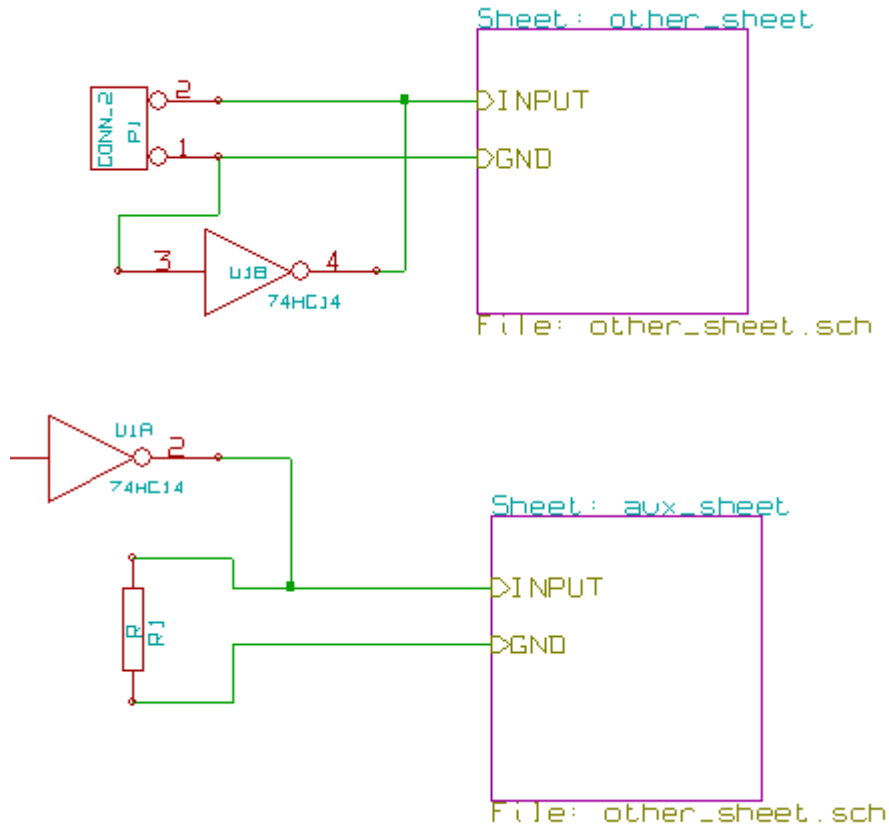 Sheet: other_sheet
CONN_2
P1
2
INPUT
1
GND
3
U1B
4
74HC14
File: other_sheet.sch
U1A
2
74HC14
Sheet: aux_sheet
R
R1
INPUT
GND
File: other_sheet.sch